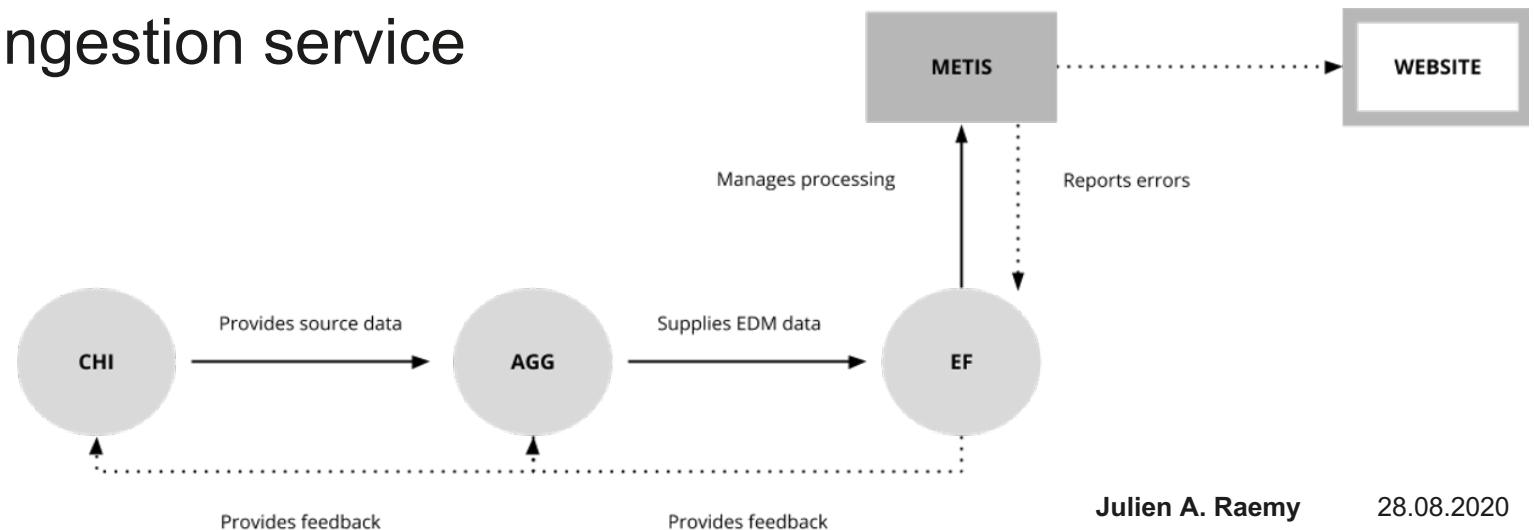 ngestion service
METIS
WEBSITE
Manages processing
Reports errors
Provides source data
Supplies EDM data
CHI
AGG
EF
Provides feedback
Provides feedback
Julien A. Raemy 28.08.2020